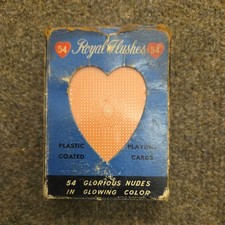 54 Royal Flushes 54
PLASTIC PLAYING
COATED CARDS
54 GLORIOUS NUDES
IN GLOWING COLOR